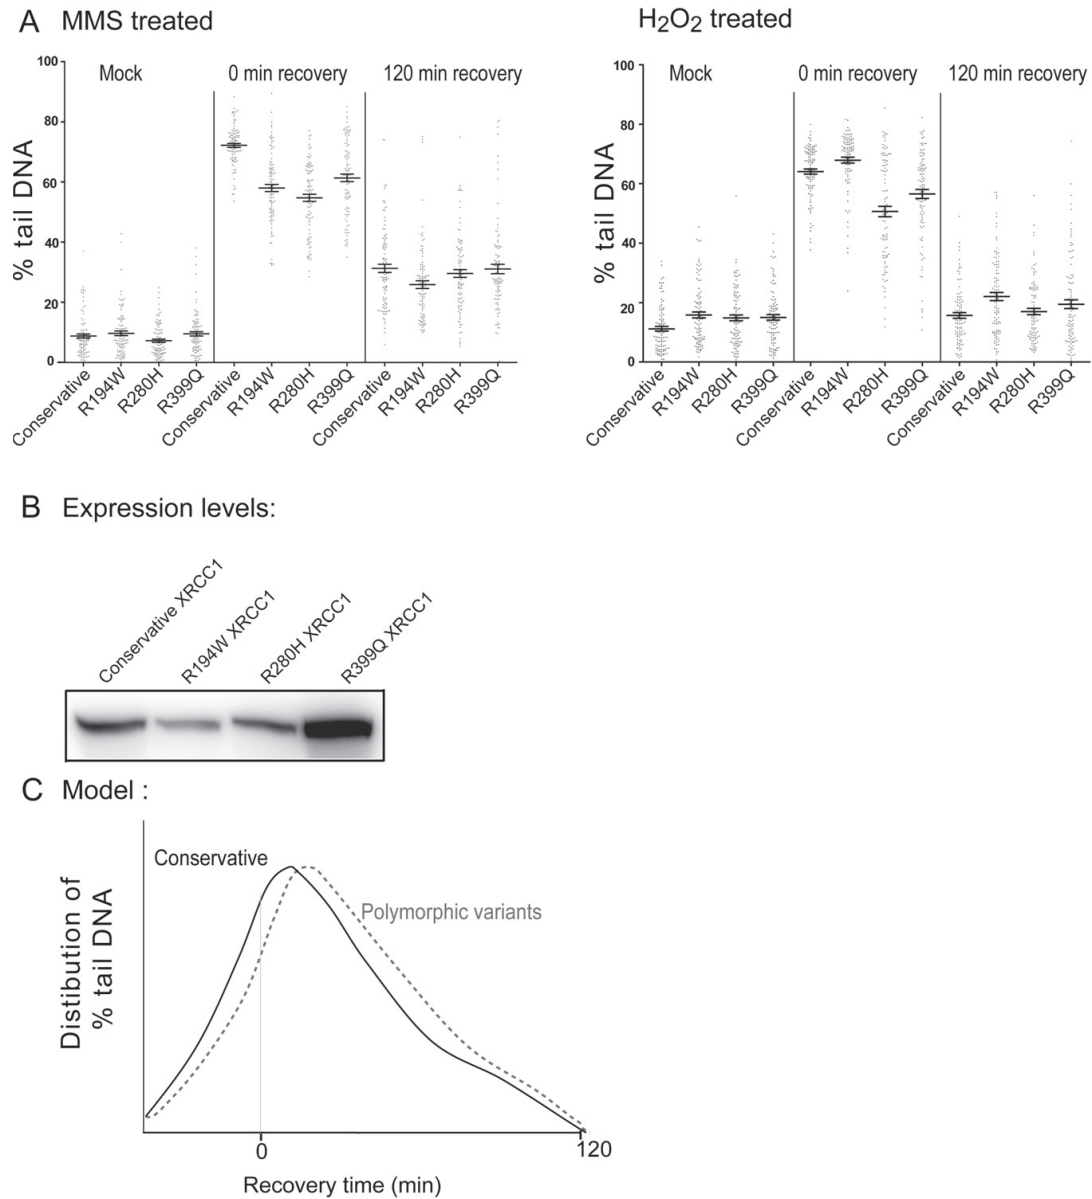 A MMS treated
H2O2 treated
Mock
0 min recovery
120 min recovery
% tail DNA
100
80
60
40
20
0
Conservative
R194W
R280H
R399Q
Conservative
R194W
R280H
R399Q
Conservative
R194W
R280H
R399Q
Mock
0 min recovery
120 min recovery
% tail DNA
100
80
60
40
20
0
Conservative
R194W
R280H
R399Q
Conservative
R194W
R280H
R399Q
Conservative
R194W
R280H
R399Q
B Expression levels:
Conservative XRCC1
R194W XRCC1
R280H XRCC1
R399Q XRCC1
C Model :
Conservative
Polymorphic variants
Distibution of
% tail DNA
0
120
Recovery time (min)